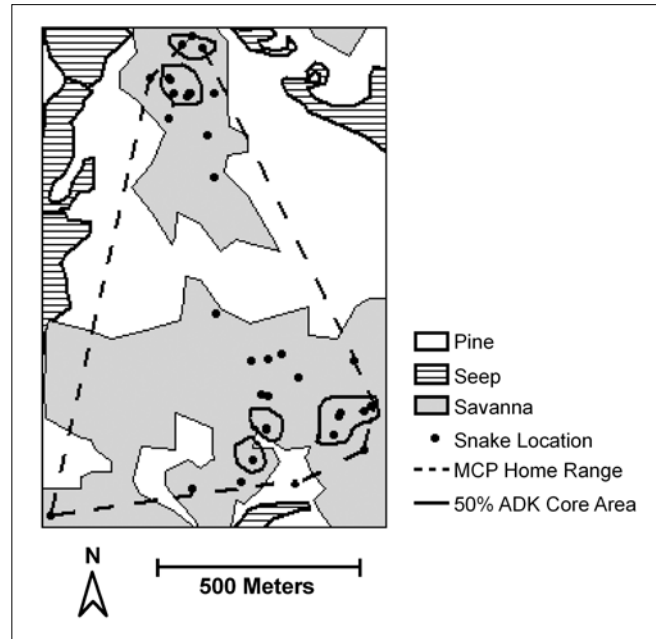 Pine
Seep
Savanna
Snake Location
MCP Home Range
50% ADK Core Area
N
500 Meters